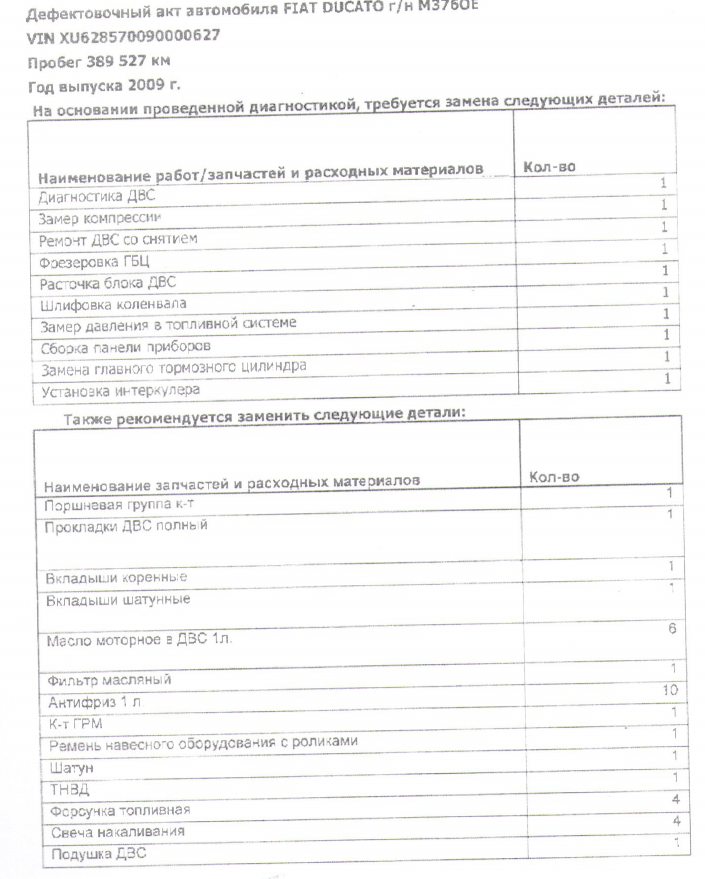 Дефектовочный акт автомобиля FIAT DUCATO г/н М376ОЕ
VIN XU628570090000627
Пробег 389 527 км
Год выпуска 2009 г.
На основании проведенной диагностикой, требуется замена следующих деталей:
Наименование работ/запчастей и расходных материалов Кол-во
Диагностика ДВС 1
Замер компрессии 1
Ремонт ДВС со снятием 1
Фрезеровка ГБЦ 1
Расточка блока ДВС 1
Шлифовка коленвала 1
Замер давления в топливной системе 1
Сборка панели приборов 1
Замена главного тормозного цилиндра 1
Установка интеркулера 1
Также рекомендуется заменить следующие детали:
Наименование запчастей и расходных материалов Кол-во
Поршневая группа к-т 1
Прокладки ДВС полный 1
Вкладыши коренные 1
Вкладыши шатунные 1
Масло моторное в ДВС 1л. 6
Фильтр масляный 1
Антифриз 1 л 10
К-т ГРМ 1
Ремень навесного оборудования с роликами 1
Шатун 1
ТНВД 1
Форсунка топливная 4
Свеча накаливания 4
Подушка ДВС 1